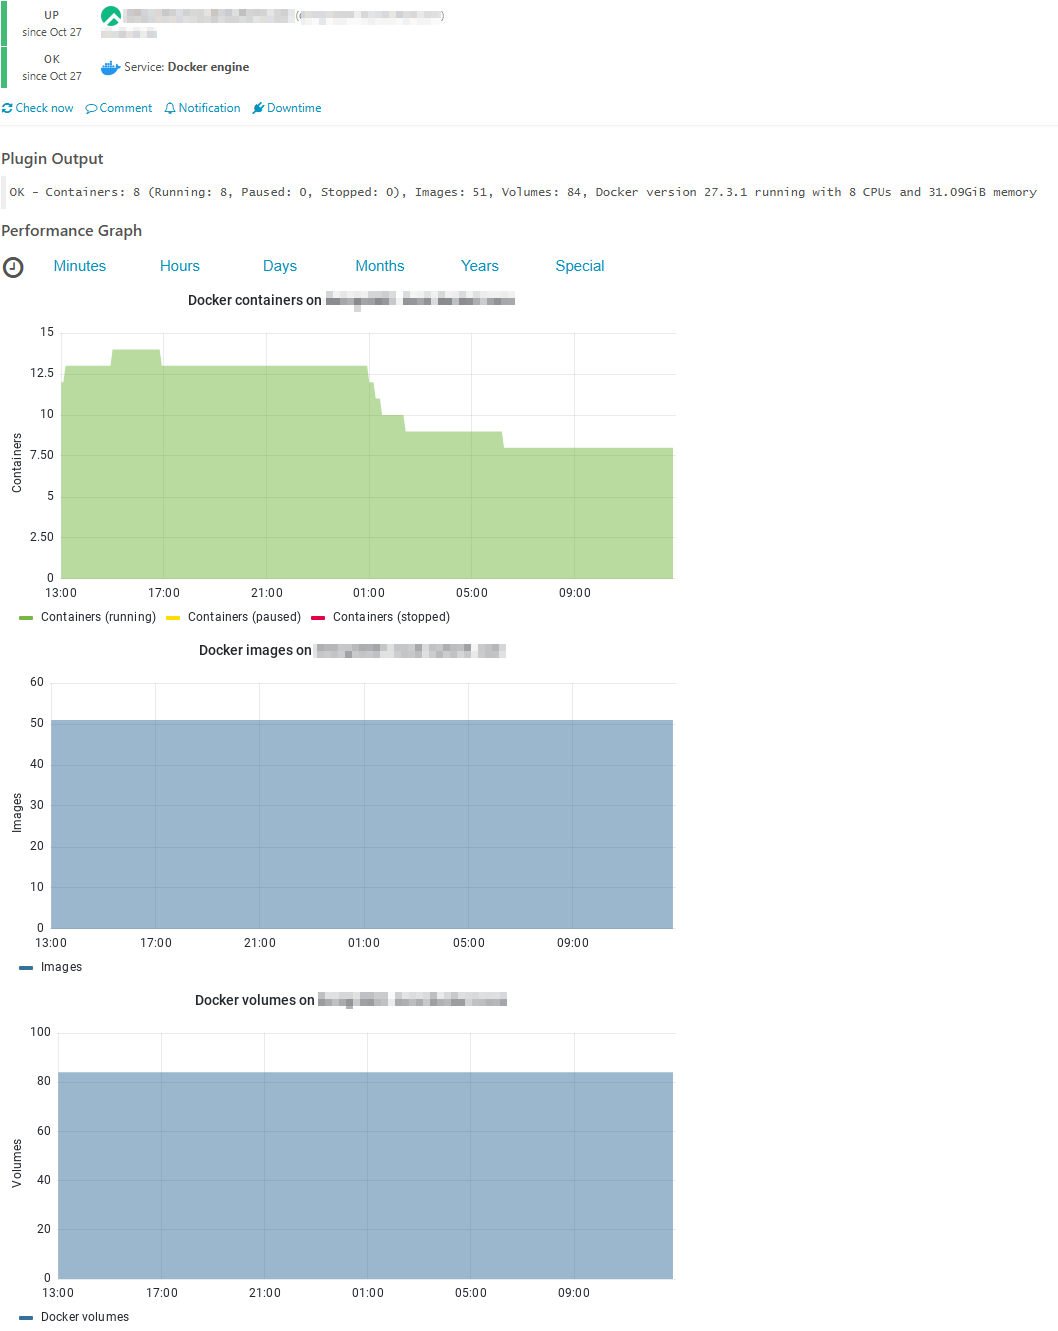 UP
since Oct 27
(
)
OK
since Oct 27
Service: Docker engine
Check now Comment Notification Downtime
Plugin Output
OK - Containers: 8 (Running: 8, Paused: 0, Stopped: 0), Images: 51, Volumes: 84, Docker version 27.3.1 running with 8 CPUs and 31.09GiB memory
Performance Graph
Minutes Hours Days Months Years Special
Docker containers on
15
12.5
10
7.50
5
2.50
0
Containers
13:00 17:00 21:00 01:00 05:00 09:00
Containers (running) Containers (paused) Containers (stopped)
Docker images on
60
50
40
30
20
10
0
Images
13:00 17:00 21:00 01:00 05:00 09:00
Images
Docker volumes on
100
80
60
40
20
0
Volumes
13:00 17:00 21:00 01:00 05:00 09:00
Docker volumes